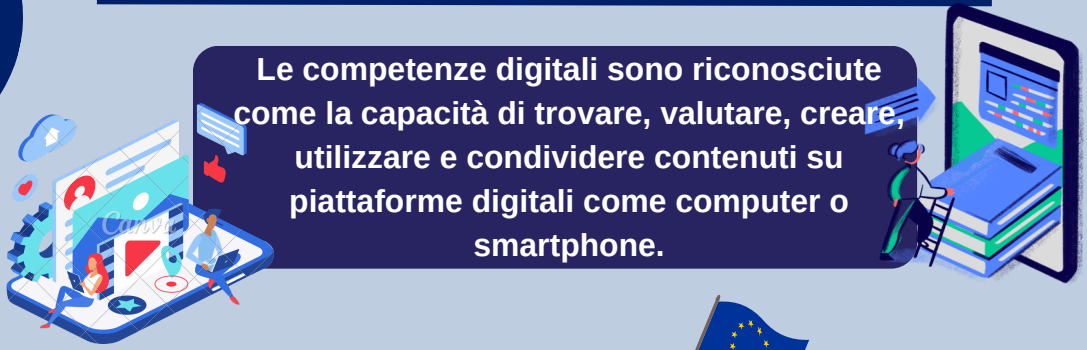 Le competenze digitali sono riconosciute
come la capacità di trovare, valutare, creare,
utilizzare e condividere contenuti su
piattaforme digitali come computer o
smartphone.
Canva